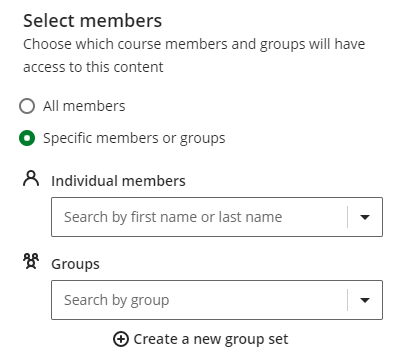 Select members
Choose which course members and groups will have
access to this content
All members
Specific members or groups
Individual members
Search by first name or last name
Groups
Search by group
Create a new group set